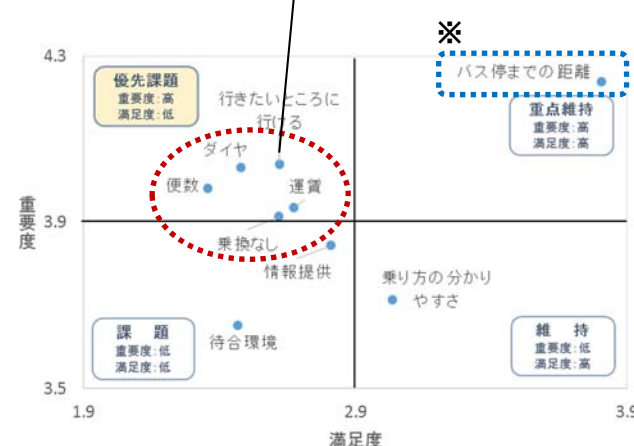 ※
4.3
バス停までの距離
優先課題
重要度:高
満足度:低
行きたいところに
行ける
重点維持
重要度:高
満足度:高
ダイヤ
便数
運賃
重要度
3.9
乗換なし
情報提供
乗り方の分かり
やすさ
課 題
重要度:低
満足度:低
待合環境
維 持
重要度:低
満足度:高
3.5
1.9
2.9
3.9
満足度